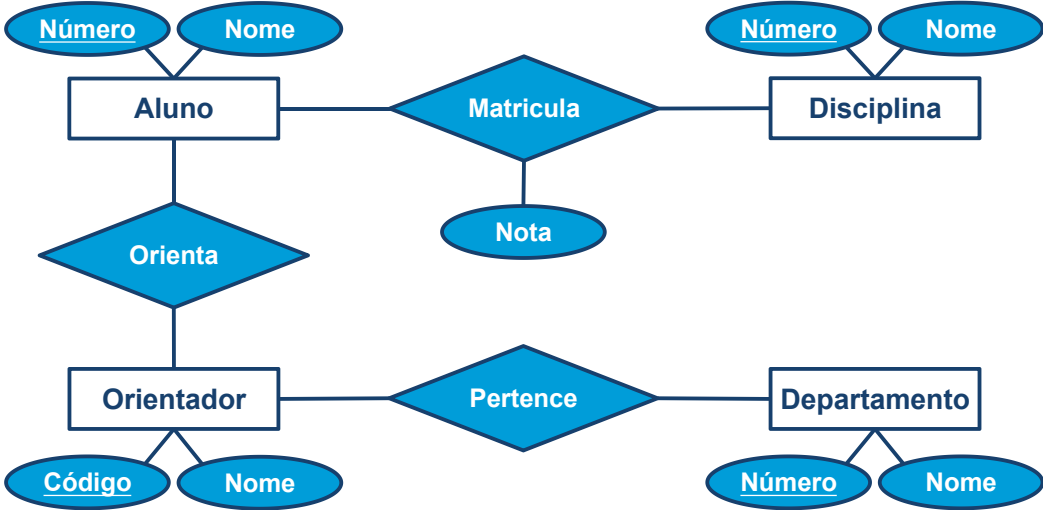 Número
Nome
Número
Nome
Aluno
Matricula
Disciplina
Nota
Orienta
Orientador
Pertence
Departamento
Código
Nome
Número
Nome